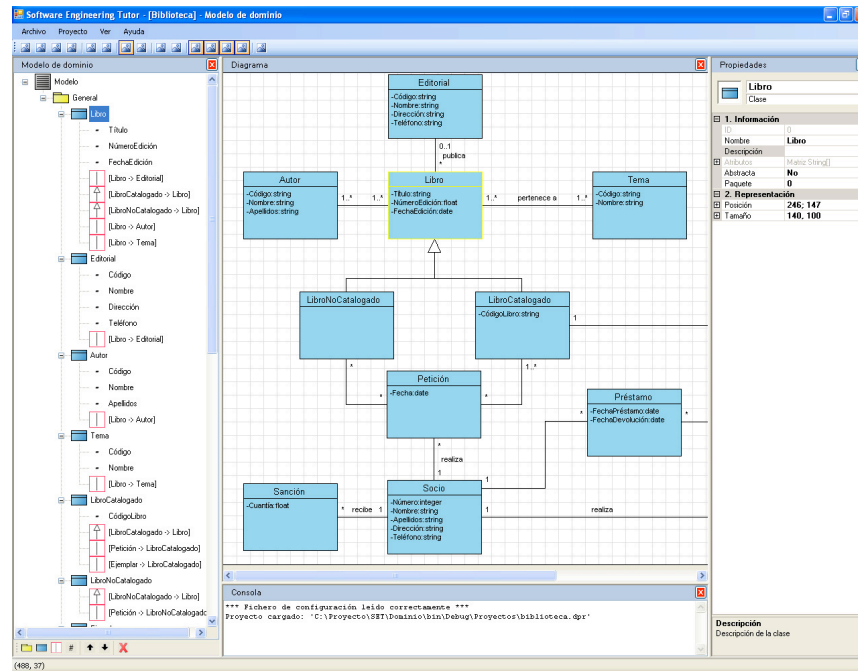 Software Engineering Tutor - [Biblioteca] - Modelo de dominio
Archivo Proyecto Ver Ayuda
Modelo de dominio
Modelo
General
Libro
Título
NúmeroEdición
FechaEdición
[Libro -> Editorial]
[LibroCatalogado -> Libro]
[LibroNoCatalogado -> Libro]
[Libro -> Autor]
[Libro -> Tema]
Editorial
Código
Nombre
Dirección
Teléfono
[Libro -> Editorial]
Autor
Código
Nombre
Apellidos
[Libro -> Autor]
Tema
Código
Nombre
[Libro -> Tema]
LibroCatalogado
CódigoLibro
[LibroCatalogado -> Libro]
[Petición -> LibroCatalogado]
[Ejemplar -> LibroCatalogado]
LibroNoCatalogado
[LibroNoCatalogado -> Libro]
[Petición -> LibroNoCatalogado
#
(488, 37)
Diagrama
Editorial
-Código:string
-Nombre:string
-Dirección:string
-Teléfono:string
0..1
publica
*
Autor
-Código:string
-Nombre:string
-Apellidos:string
1..* 1..*
Libro
-Título:string
-NúmeroEdición:float
-FechaEdición:date
1..* pertenece a 1..*
Tema
-Código:string
-Nombre:string
LibroNoCatalogado
LibroCatalogado
-CódigoLibro:string
1
* 1..*
Petición
-Fecha:date
* *
*
realiza
1
Préstamo
-FechaPréstamo:date
-FechaDevolución:date
* *
Sanción
-Cuantía:float
* recibe 1
Socio
-Número:integer
-Nombre:string
-Apellidos:string
-Dirección:string
-Teléfono:string
1
1 realiza
Consola
*** Fichero de configuración leído correctamente ***
Proyecto cargado: 'C:\Proyecto\SET\Dominio\bin\Debug\Proyectos\biblioteca.dpr'
Propiedades
Libro
Clase
1. Información
ID 0
Nombre Libro
Descripción
Atributos Matriz String[]
Abstracta No
Paquete 0
2. Representación
Posición 246; 147
Tamaño 140, 100
Descripción
Descripción de la clase